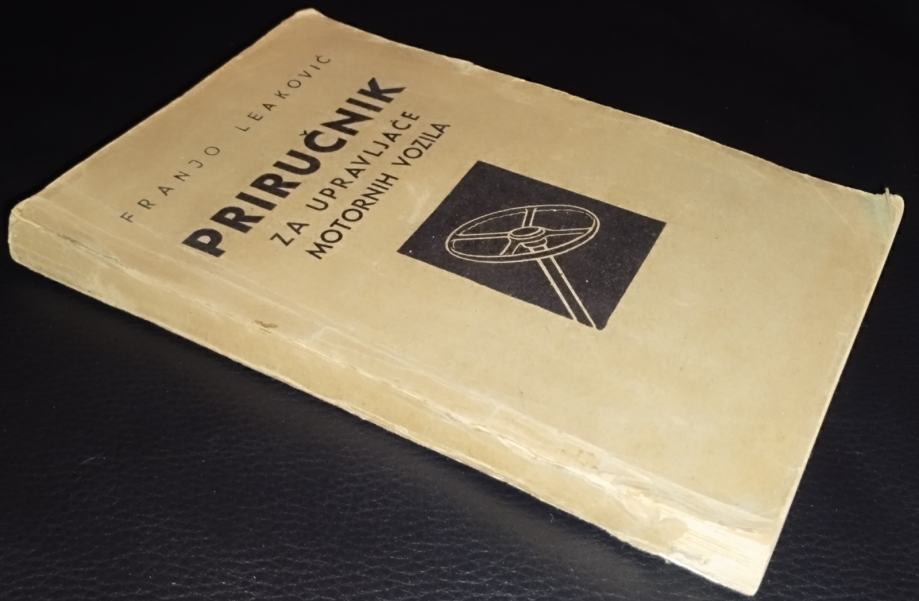 FRANJO LEAKOVIĆ
PRIRUČNIK
ZA UPRAVLJAČE
MOTORNIH VOZILA